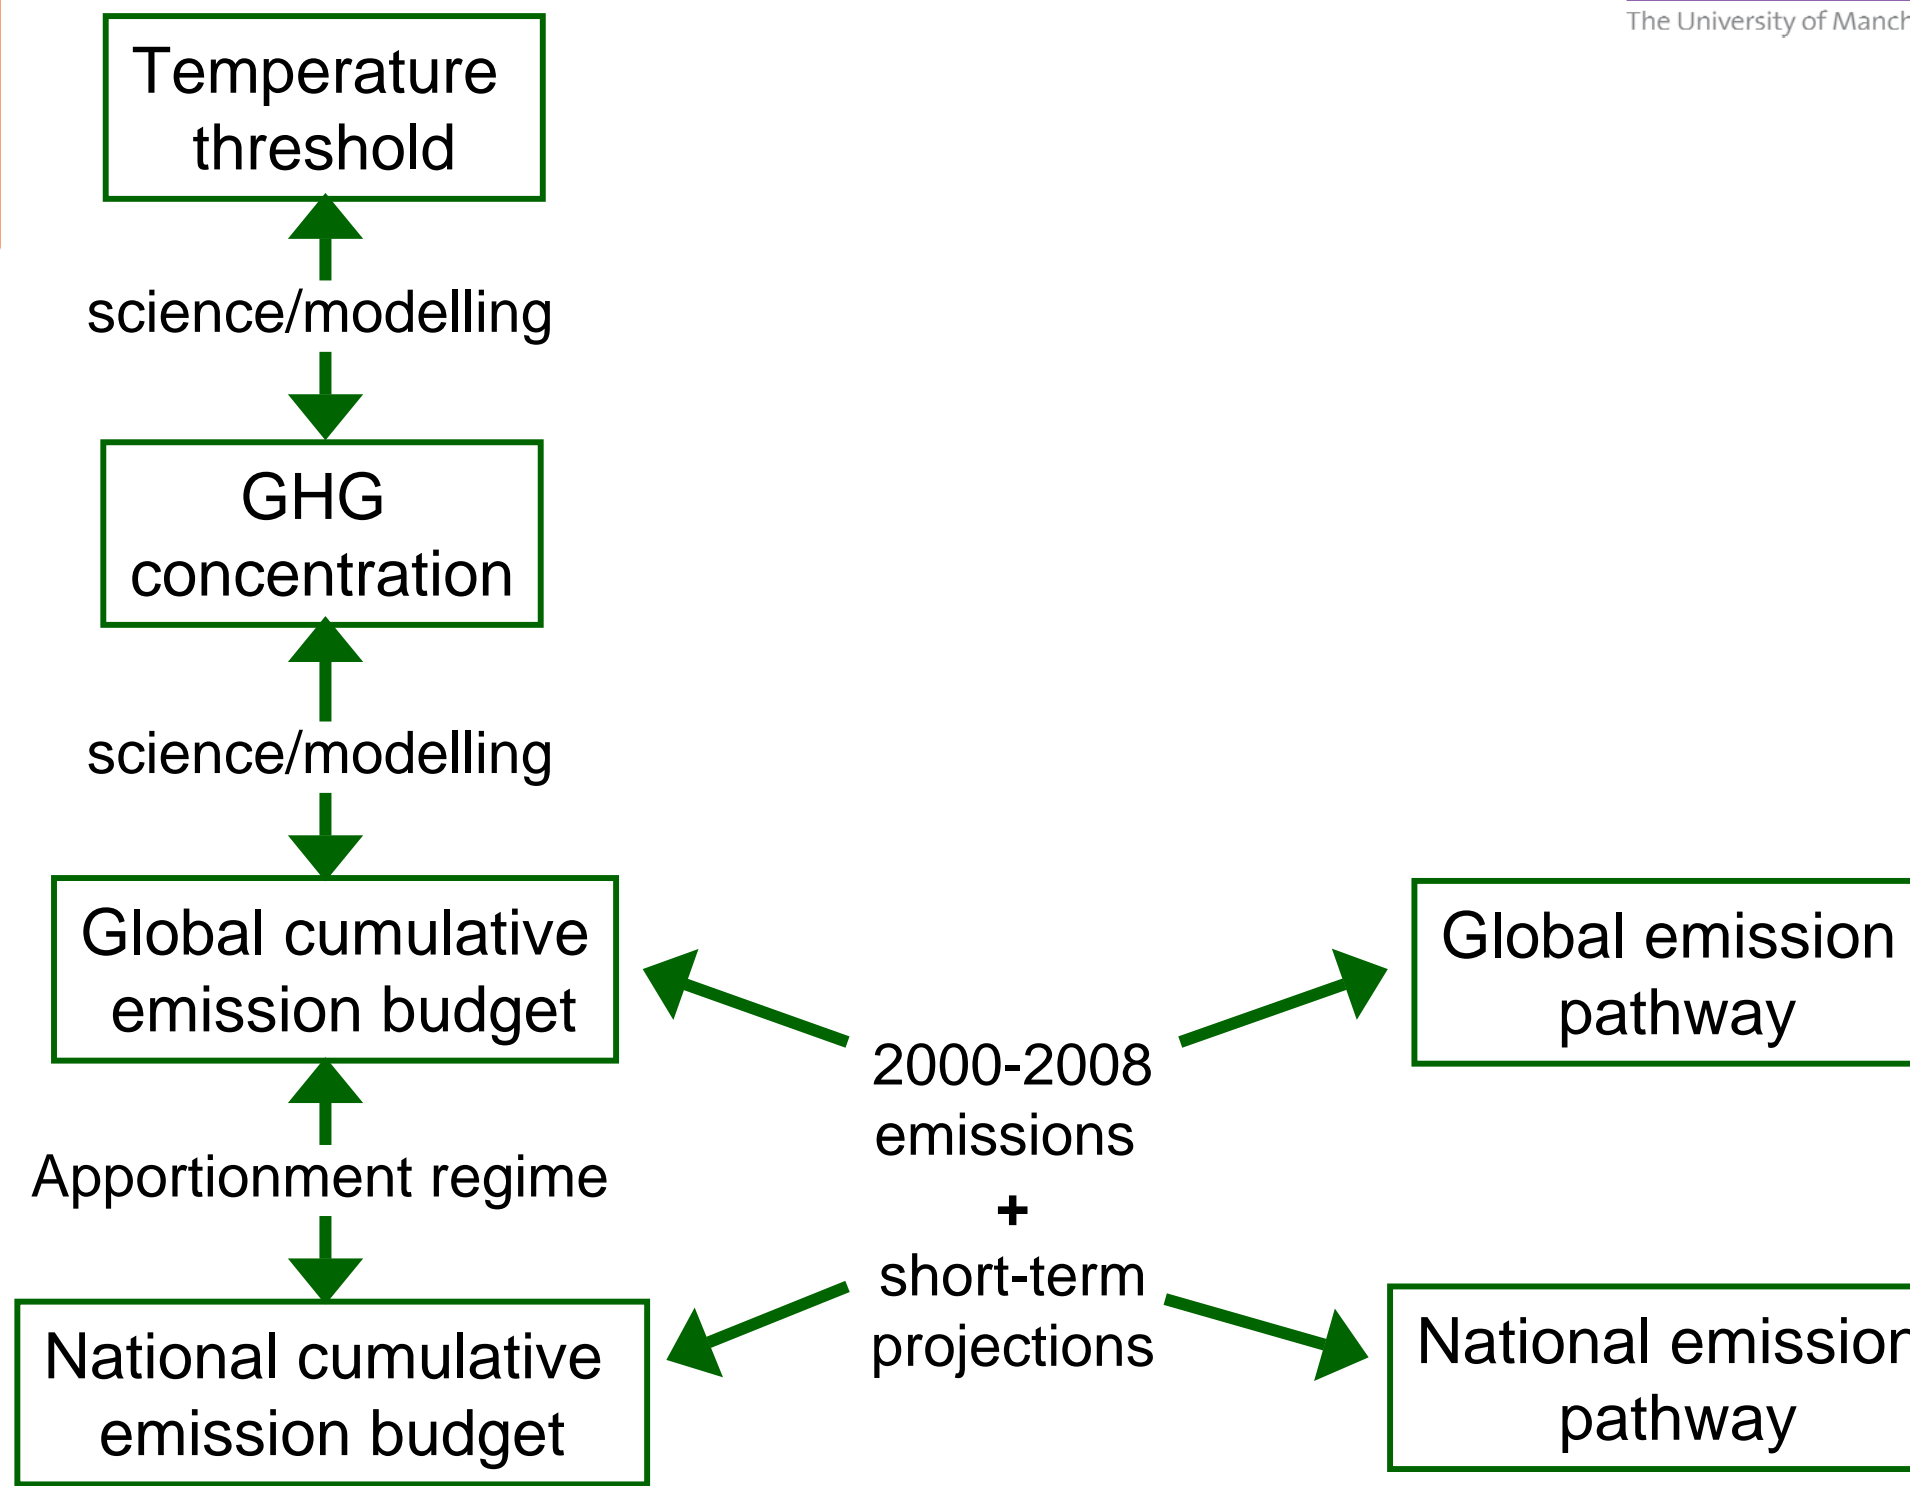 The University of Manch
Temperature
threshold
science/modelling
GHG
concentration
science/modelling
Global cumulative
emission budget
Global emission
pathway
2000-2008
emissions
+
short-term
projections
Apportionment regime
National cumulative
emission budget
National emission
pathway